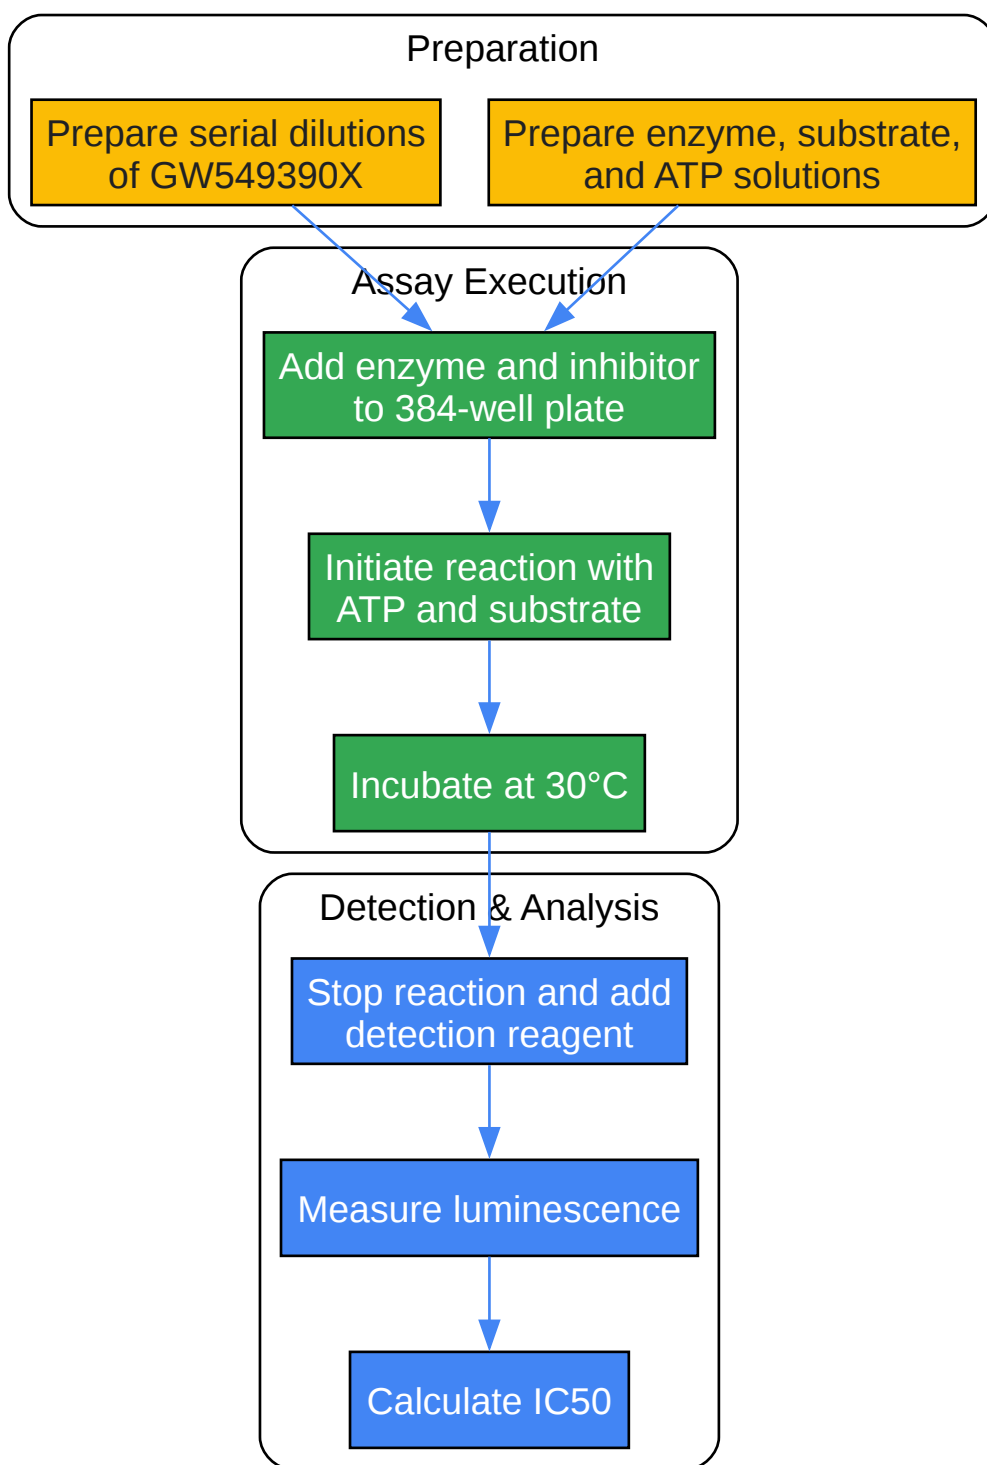 Preparation
Prepare serial dilutions
of GW549390X
Prepare enzyme, substrate,
and ATP solutions
Assay Execution
Add enzyme and inhibitor
to 384-well plate
Initiate reaction with
ATP and substrate
Incubate at 30°C
Detection & Analysis
Stop reaction and add
detection reagent
Measure luminescence
Calculate IC50